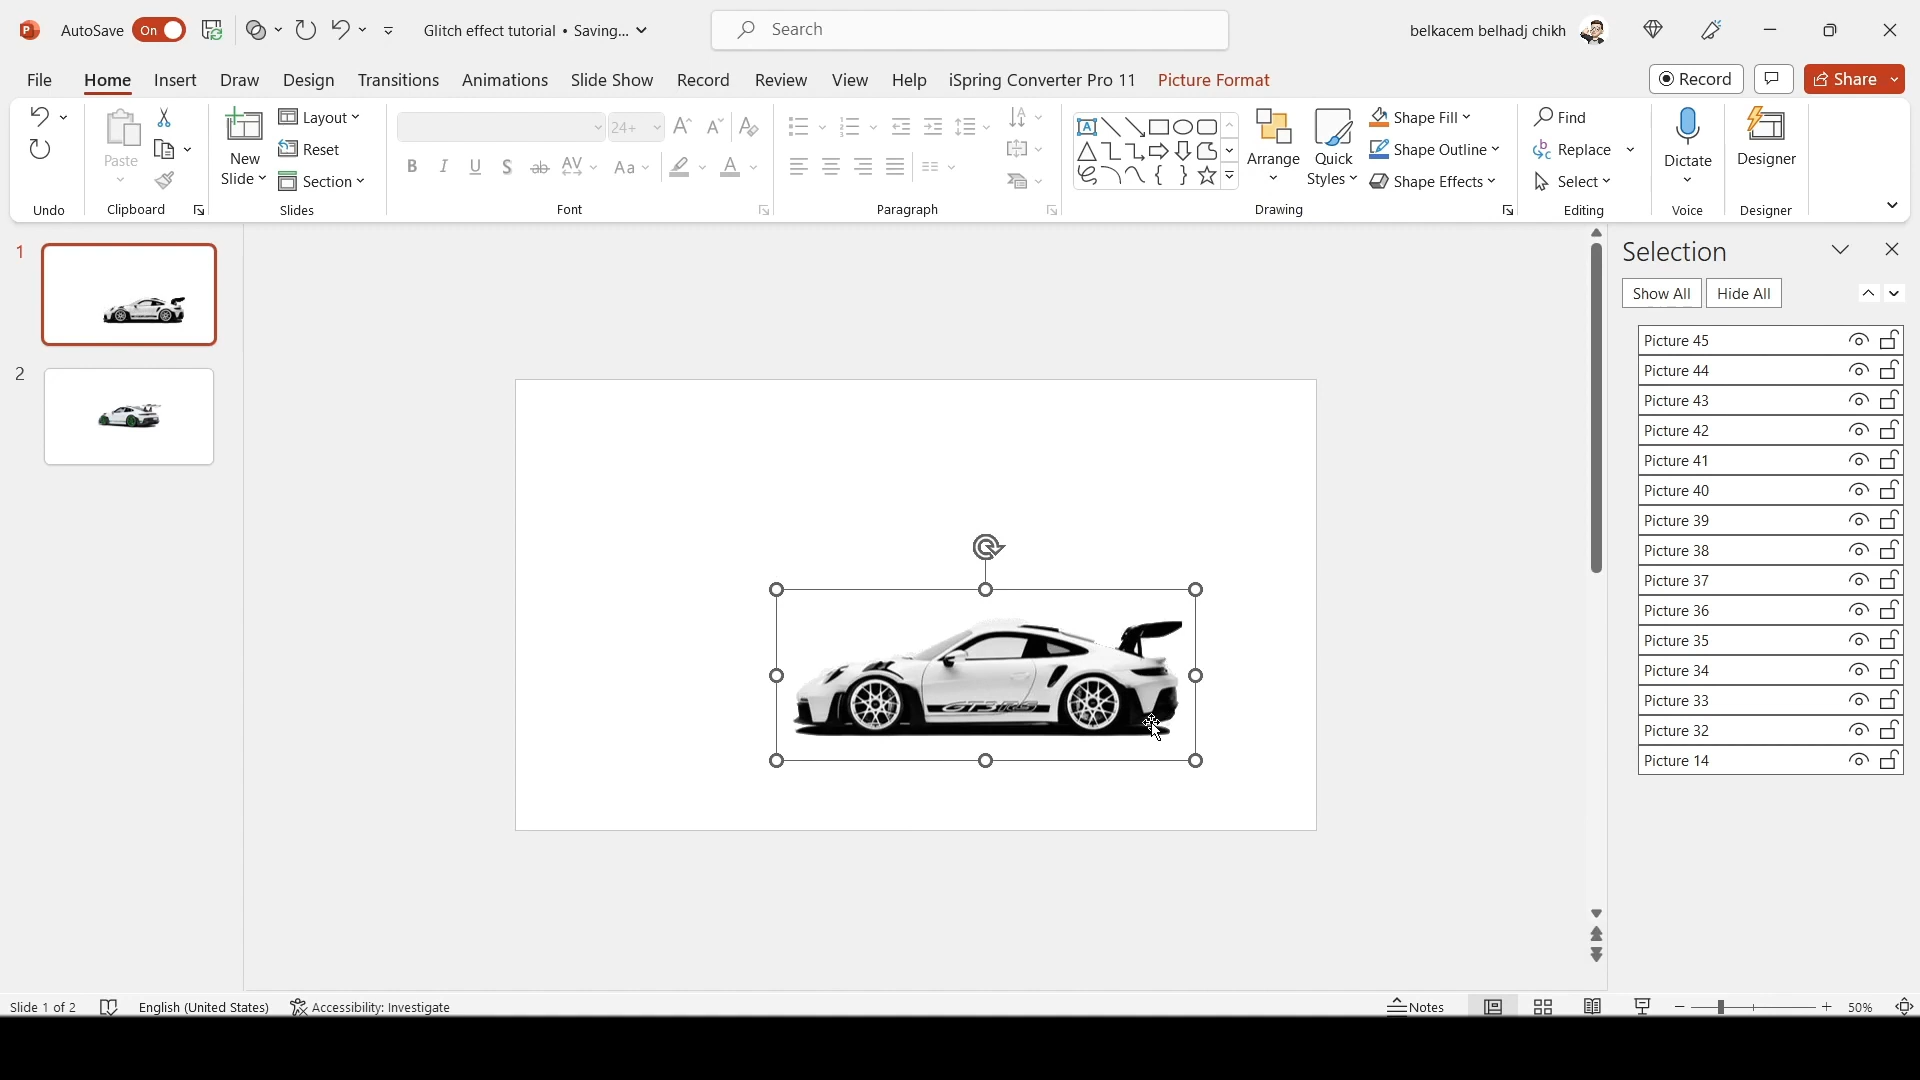 AutoSave On Glitch effect tutorial • Saving... Search belkacem belhadj chikh
File Home Insert Draw Design Transitions Animations Slide Show Record Review View Help iSpring Converter Pro 11 Picture Format Record Share
Paste
New
Slide
Layout
Reset
Section
24+
Aa
Arrange
Quick
Styles
Shape Fill
Shape Outline
Shape Effects
Find
Replace
Select
Dictate
Designer
Undo Clipboard Slides Font Paragraph Drawing Editing Voice Designer
1
2
Selection
Show All Hide All
Picture 45
Picture 44
Picture 43
Picture 42
Picture 41
Picture 40
Picture 39
Picture 38
Picture 37
Picture 36
Picture 35
Picture 34
Picture 33
Picture 32
Picture 14
GT3 RS
Slide 1 of 2 English (United States) Accessibility: Investigate Notes 50%